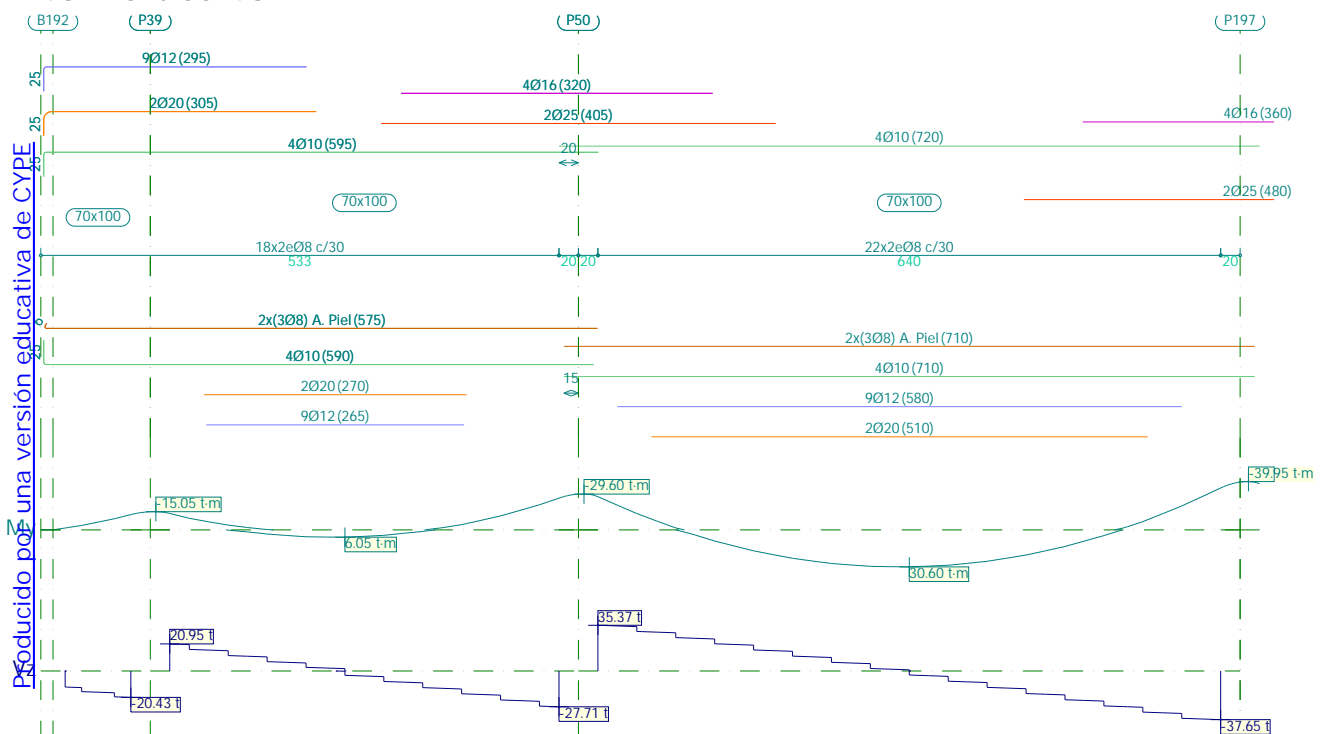 B192 P39 P50 P197
9Ø12 (295)
25
4Ø16 (320)
2Ø20 (305)
25
2Ø25 (405)
4Ø16 (360)
4Ø10 (595)
25
20
4Ø10 (720)
2Ø25 (480)
70x100
70x100
70x100
18x2eØ8 c/30
22x2eØ8 c/30
533
20
20
640
20
6
2x(3Ø8) A. Piel (575)
2x(3Ø8) A. Piel (710)
25
4Ø10 (590)
4Ø10 (710)
15
2Ø20 (270)
9Ø12 (580)
9Ø12 (265)
2Ø20 (510)
My
-15.05 t·m
-29.60 t·m
-39.95 t·m
6.05 t·m
30.60 t·m
Vz
20.95 t
35.37 t
-20.43 t
-27.71 t
-37.65 t
Producido por una versión educativa de CYPE